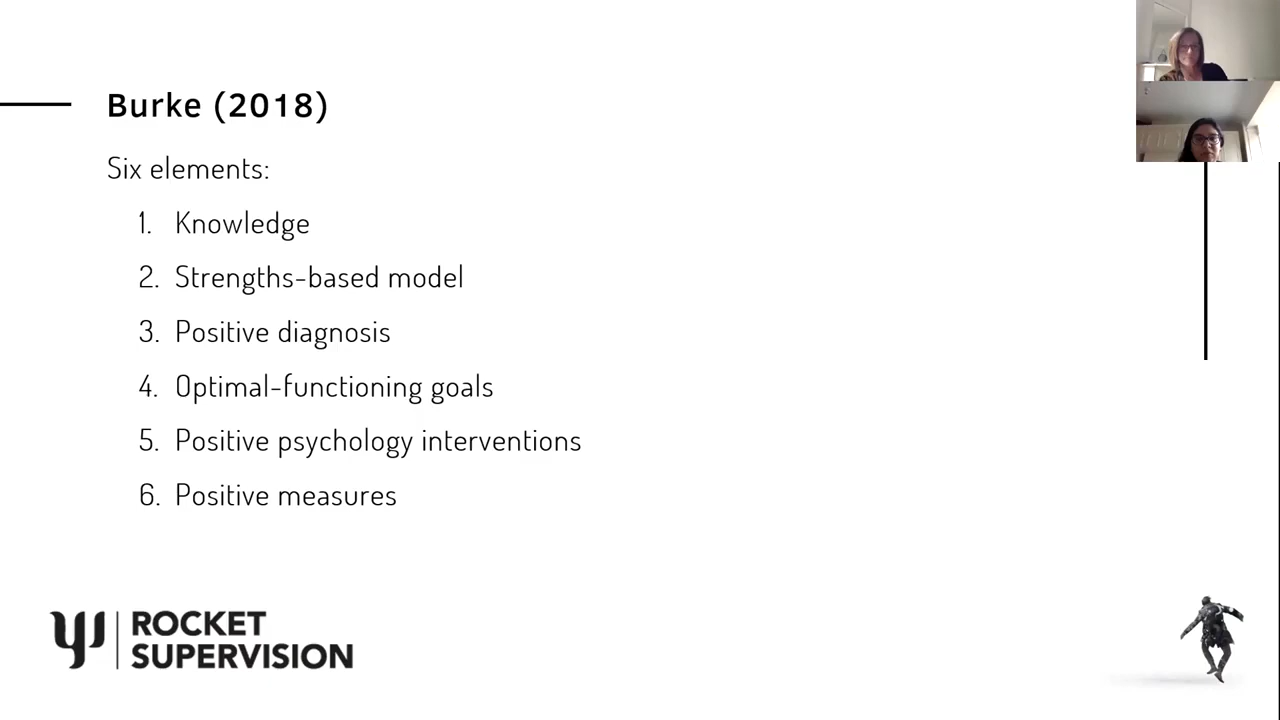 Burke (2018)
Six elements:
1. Knowledge
2. Strengths-based model
3. Positive diagnosis
4. Optimal-functioning goals
5. Positive psychology interventions
6. Positive measures
ROCKET
SUPERVISION